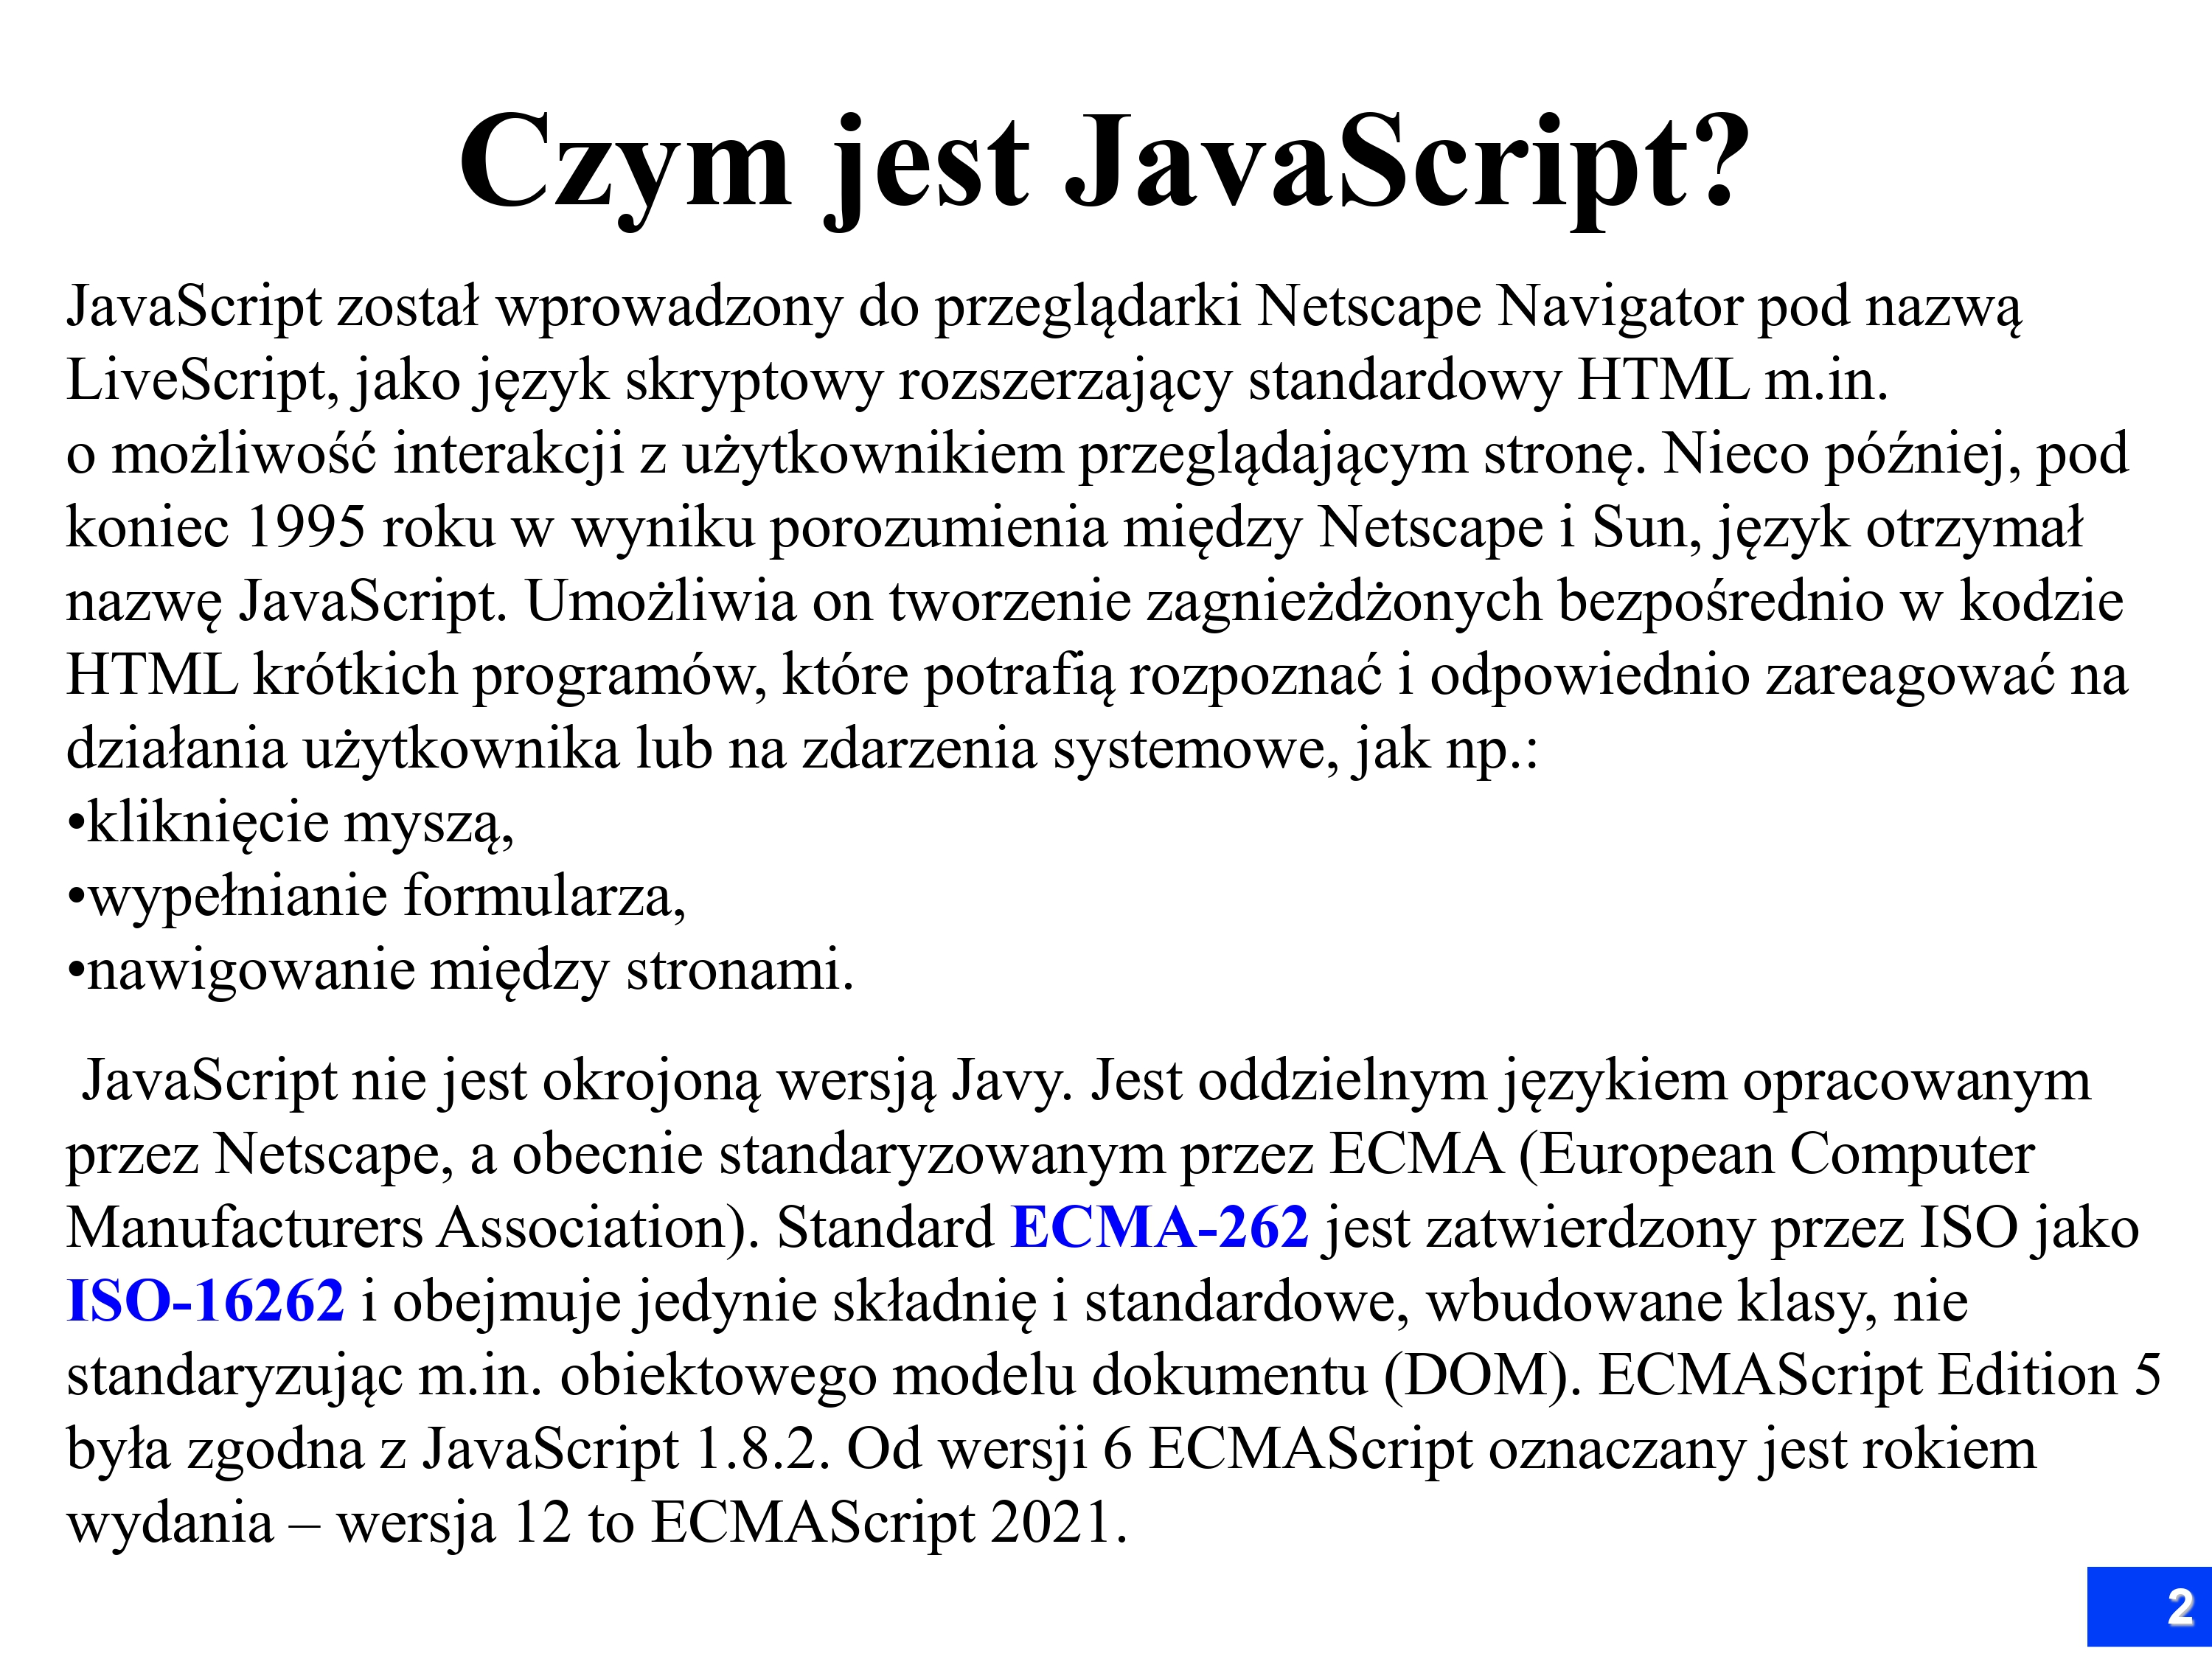 Czym jest JavaScript?
JavaScript został wprowadzony do przeglądarki Netscape Navigator pod nazwą
LiveScript, jako język skryptowy rozszerzający standardowy HTML m.in.
o możliwość interakcji z użytkownikiem przeglądającym stronę. Nieco później, pod
koniec 1995 roku w wyniku porozumienia między Netscape i Sun, język otrzymał
nazwę JavaScript. Umożliwia on tworzenie zagnieżdżonych bezpośrednio w kodzie
HTML krótkich programów, które potrafią rozpoznać i odpowiednio zareagować na
działania użytkownika lub na zdarzenia systemowe, jak np.:
•kliknięcie myszą,
•wypełnianie formularza,
•nawigowanie między stronami.
JavaScript nie jest okrojoną wersją Javy. Jest oddzielnym językiem opracowanym
przez Netscape, a obecnie standaryzowanym przez ECMA (European Computer
Manufacturers Association). Standard ECMA-262 jest zatwierdzony przez ISO jako
ISO-16262 i obejmuje jedynie składnię i standardowe, wbudowane klasy, nie
standaryzując m.in. obiektowego modelu dokumentu (DOM). ECMAScript Edition 5
była zgodna z JavaScript 1.8.2. Od wersji 6 ECMAScript oznaczany jest rokiem
wydania – wersja 12 to ECMAScript 2021.
2